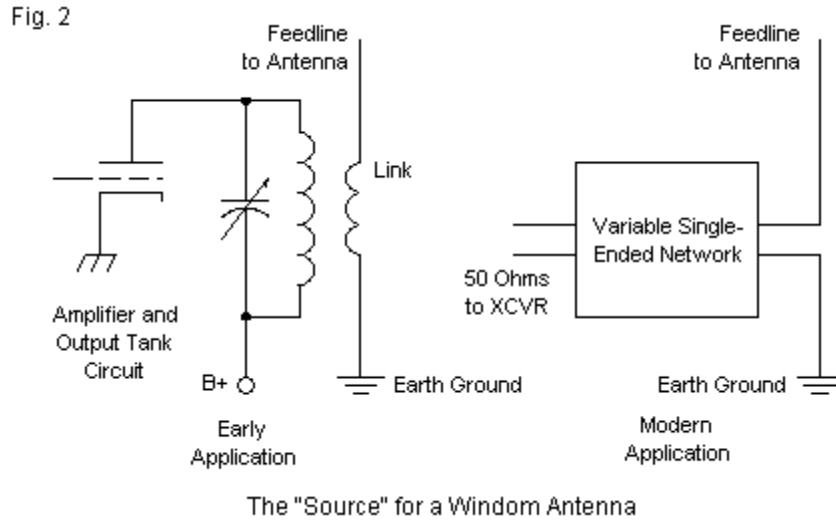 Fig. 2
Feedline
to Antenna
Link
Amplifier and
Output Tank
Circuit
B+
Earth Ground
Early
Application
Feedline
to Antenna
Variable Single-
Ended Network
50 Ohms
to XCVR
Earth Ground
Modern
Application
The "Source" for a Windom Antenna